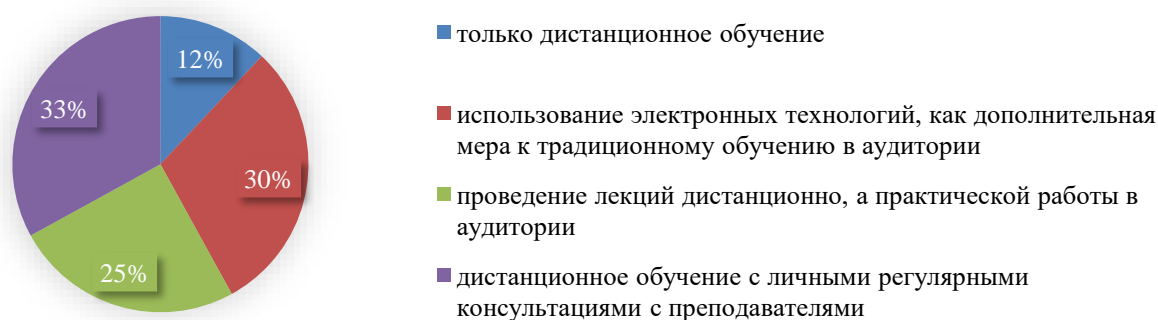 12%
30%
25%
33%
только дистанционное обучение
использование электронных технологий, как дополнительная
мера к традиционному обучению в аудитории
проведение лекций дистанционно, а практической работы в
аудитории
дистанционное обучение с личными регулярными
консультациями с преподавателями